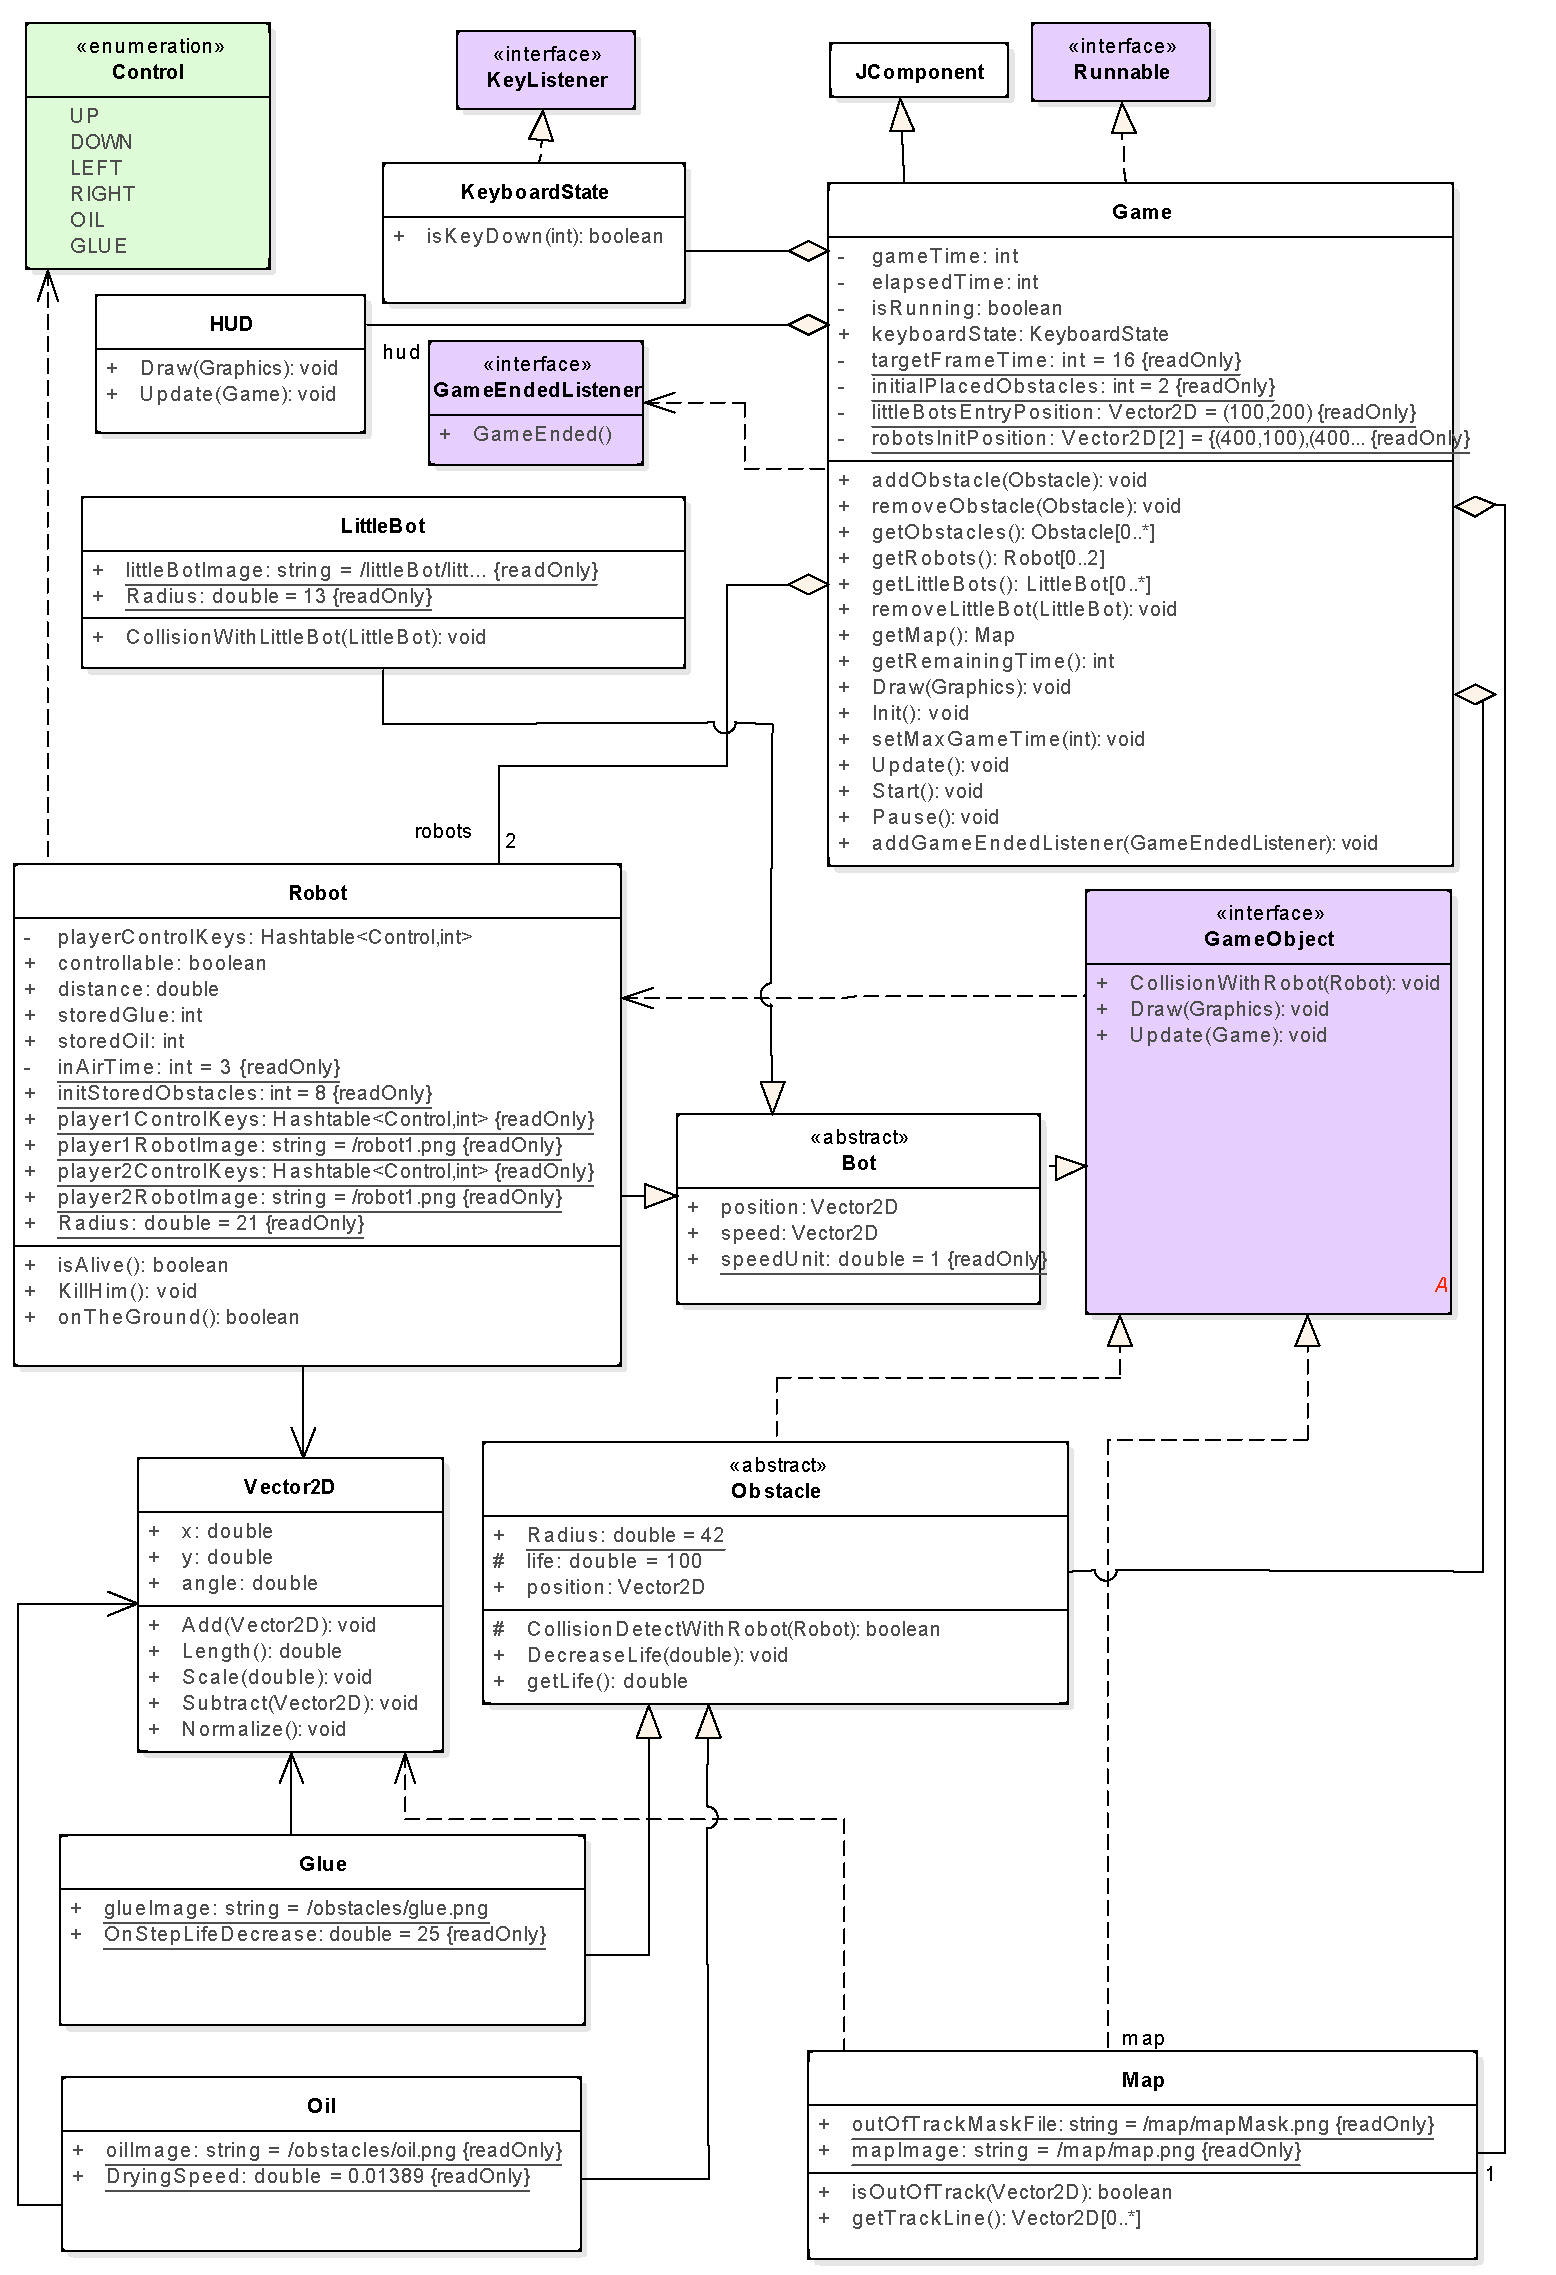 «enumeration»
Control
UP
DOWN
LEFT
RIGHT
OIL
GLUE
«interface»
KeyListener
JComponent
«interface»
Runnable
KeyboardState
+ isKeyDown(int): boolean
Game
- gameTime: int
- elapsedTime: int
- isRunning: boolean
+ keyboardState: KeyboardState
- targetFrameTime: int = 16 {readOnly}
- initialPlacedObstacles: int = 2 {readOnly}
- littleBotsEntryPosition: Vector2D = (100,200) {readOnly}
- robotsInitPosition: Vector2D[2] = {(400,100),(400... {readOnly}
+ addObstacle(Obstacle): void
+ removeObstacle(Obstacle): void
+ getObstacles(): Obstacle[0..*]
+ getRobots(): Robot[0..2]
+ getLittleBots(): LittleBot[0..*]
+ removeLittleBot(LittleBot): void
+ getMap(): Map
+ getRemainingTime(): int
+ Draw(Graphics): void
+ Init(): void
+ setMaxGameTime(int): void
+ Update(): void
+ Start(): void
+ Pause(): void
+ addGameEndedListener(GameEndedListener): void
HUD
+ Draw(Graphics): void
+ Update(Game): void
hud
«interface»
GameEndedListener
+ GameEnded()
LittleBot
+ littleBotImage: string = /littleBot/litt... {readOnly}
+ Radius: double = 13 {readOnly}
+ CollisionWithLittleBot(LittleBot): void
robots
2
Robot
- playerControlKeys: Hashtable<Control,int>
+ controllable: boolean
+ distance: double
+ storedGlue: int
+ storedOil: int
- inAirTime: int = 3 {readOnly}
+ initStoredObstacles: int = 8 {readOnly}
+ player1ControlKeys: Hashtable<Control,int> {readOnly}
+ player1RobotImage: string = /robot1.png {readOnly}
+ player2ControlKeys: Hashtable<Control,int> {readOnly}
+ player2RobotImage: string = /robot1.png {readOnly}
+ Radius: double = 21 {readOnly}
+ isAlive(): boolean
+ KillHim(): void
+ onTheGround(): boolean
«interface»
GameObject
+ CollisionWithRobot(Robot): void
+ Draw(Graphics): void
+ Update(Game): void
A
«abstract»
Bot
+ position: Vector2D
+ speed: Vector2D
+ speedUnit: double = 1 {readOnly}
Vector2D
+ x: double
+ y: double
+ angle: double
+ Add(Vector2D): void
+ Length(): double
+ Scale(double): void
+ Subtract(Vector2D): void
+ Normalize(): void
«abstract»
Obstacle
+ Radius: double = 42
# life: double = 100
+ position: Vector2D
# CollisionDetectWithRobot(Robot): boolean
+ DecreaseLife(double): void
+ getLife(): double
Glue
+ glueImage: string = /obstacles/glue.png
+ OnStepLifeDecrease: double = 25 {readOnly}
Oil
+ oilImage: string = /obstacles/oil.png {readOnly}
+ DryingSpeed: double = 0.01389 {readOnly}
map
Map
+ outOfTrackMaskFile: string = /map/mapMask.png {readOnly}
+ mapImage: string = /map/map.png {readOnly}
+ isOutOfTrack(Vector2D): boolean
+ getTrackLine(): Vector2D[0..*]
1